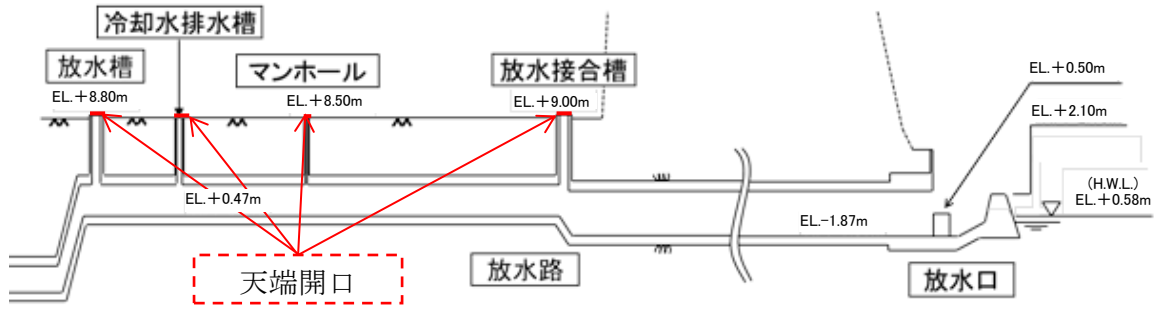 冷却水排水槽
放水槽
マンホール
放水接合槽
EL.+8.80m
EL.+8.50m
EL.+9.00m
EL.+0.50m
EL.+2.10m
EL.+0.47m
(H.W.L.)
EL.+0.58m
EL.-1.87m
天端開口
放水路
放水口